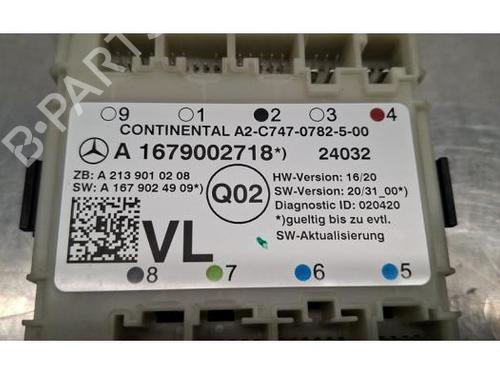 9 1 2 3 4
CONTINENTAL A2-C747-0782-5-00
A 1679002718*) 24032
ZB: A 213 901 02 08
SW: A 167 902 49 09*)
Q02
HW-Version: 16/20
SW-Version: 20/31_00*)
Diagnostic ID: 020420
*)gueltig bis zu evtl.
SW-Aktualisierung
VL
8 7 6 5
B-PARTS